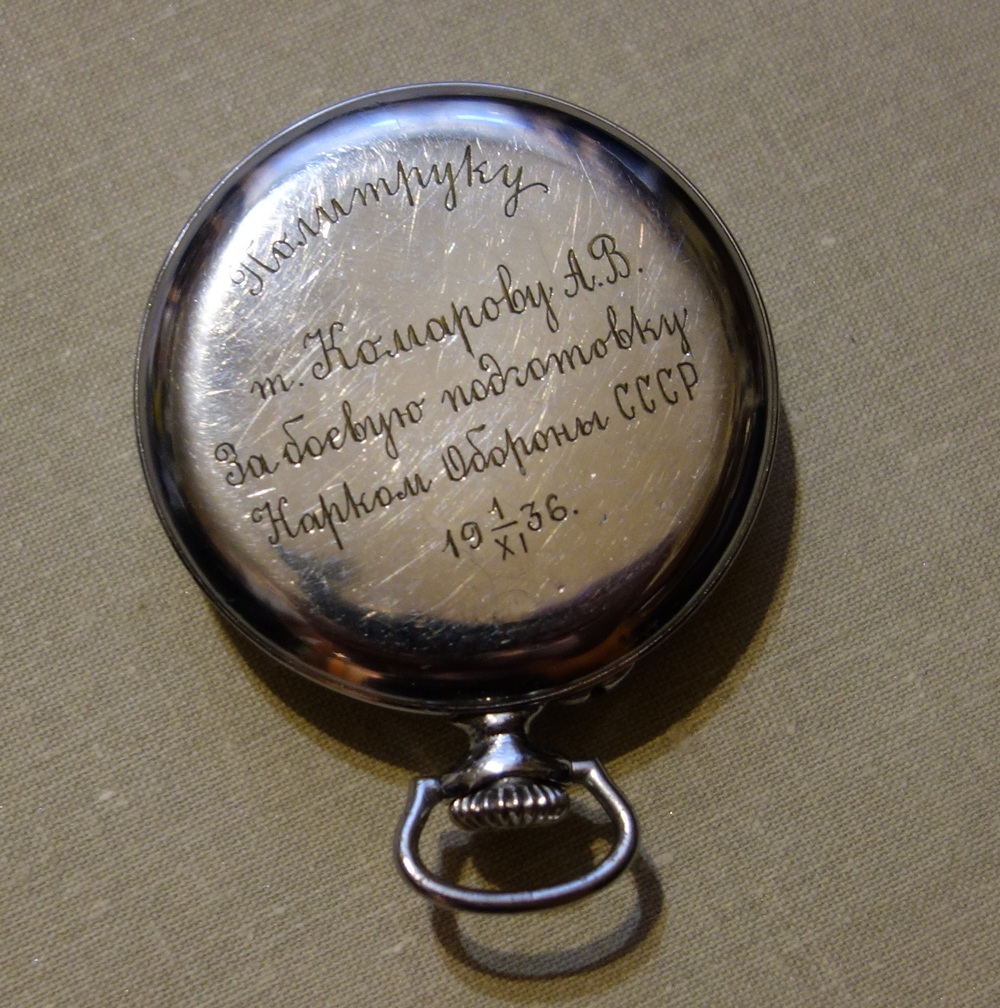 Политруку
т. Комарову А.В.
За боевую подготовку
Нарком Обороны СССР
19 1/XI 36.